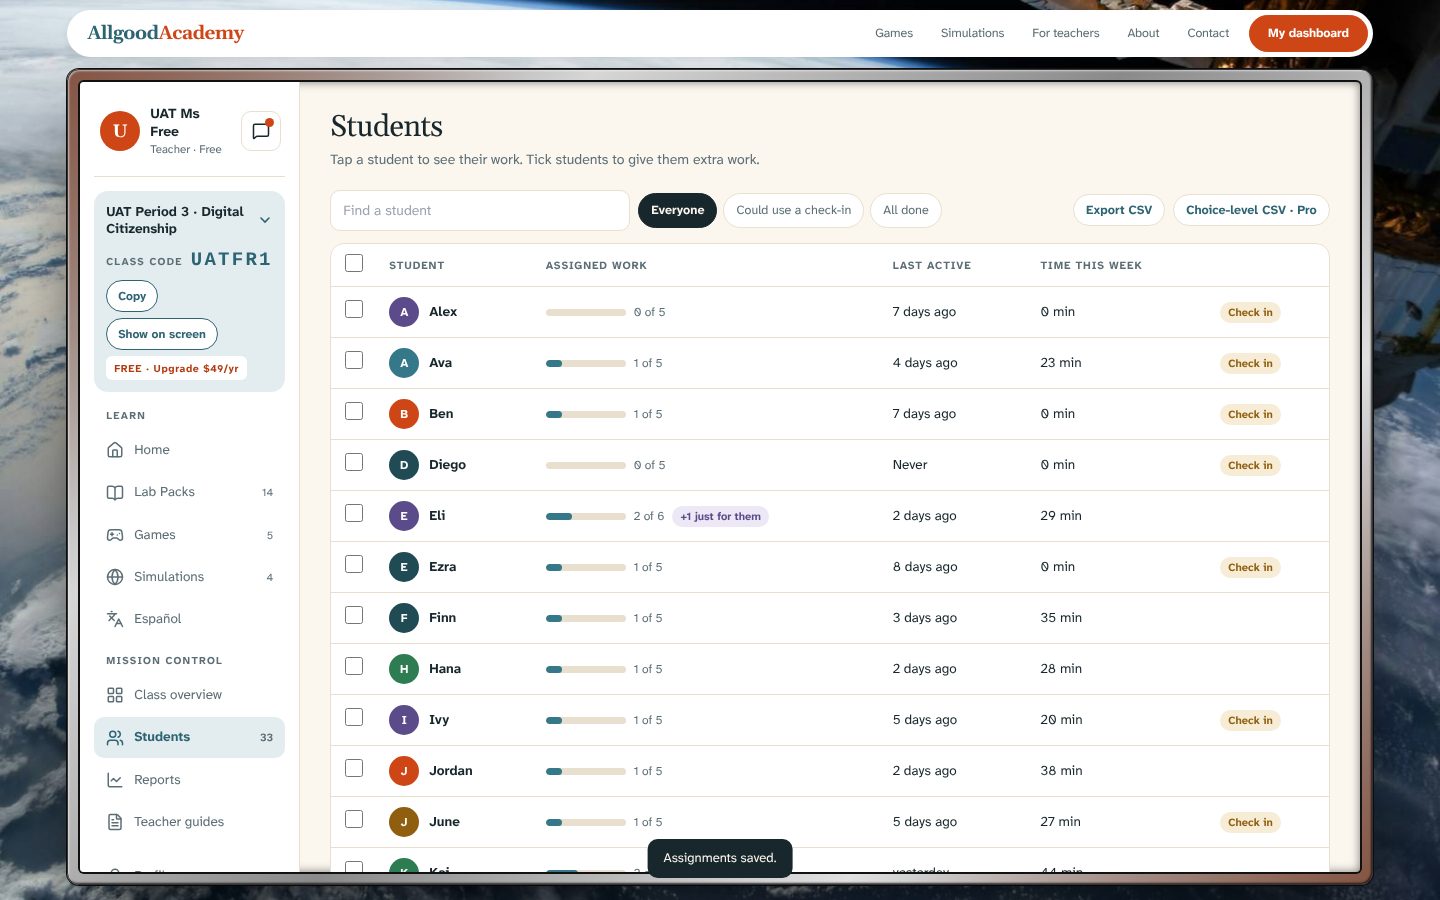 AllgoodAcademy
Games
Simulations
For teachers
About
Contact
My dashboard
U
UAT Ms
Free
Teacher · Free
UAT Period 3 · Digital
Citizenship
CLASS CODE UATFR1
Copy
Show on screen
FREE · Upgrade $49/yr
LEARN
Home
Lab Packs 14
Games 5
Simulations 4
Español
MISSION CONTROL
Class overview
Students 33
Reports
Teacher guides
Students
Tap a student to see their work. Tick students to give them extra work.
Find a student
Everyone
Could use a check-in
All done
Export CSV
Choice-level CSV · Pro
STUDENT ASSIGNED WORK LAST ACTIVE TIME THIS WEEK
A Alex 0 of 5 7 days ago 0 min Check in
A Ava 1 of 5 4 days ago 23 min Check in
B Ben 1 of 5 7 days ago 0 min Check in
D Diego 0 of 5 Never 0 min Check in
E Eli 2 of 6 +1 just for them 2 days ago 29 min
E Ezra 1 of 5 8 days ago 0 min Check in
F Finn 1 of 5 3 days ago 35 min
H Hana 1 of 5 2 days ago 28 min
I Ivy 1 of 5 5 days ago 20 min Check in
J Jordan 1 of 5 2 days ago 38 min
J June 1 of 5 5 days ago 27 min Check in
K Kai yesterday 44 min
Assignments saved.